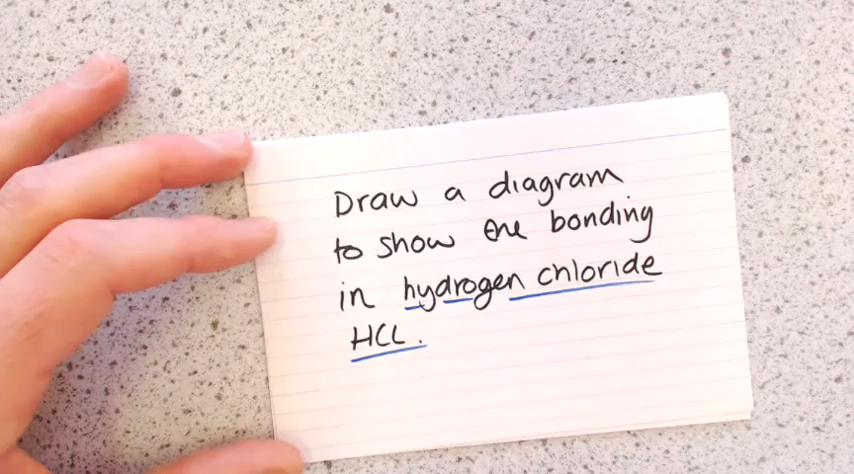 Draw a diagram
to show the bonding
in hydrogen chloride
HCl.